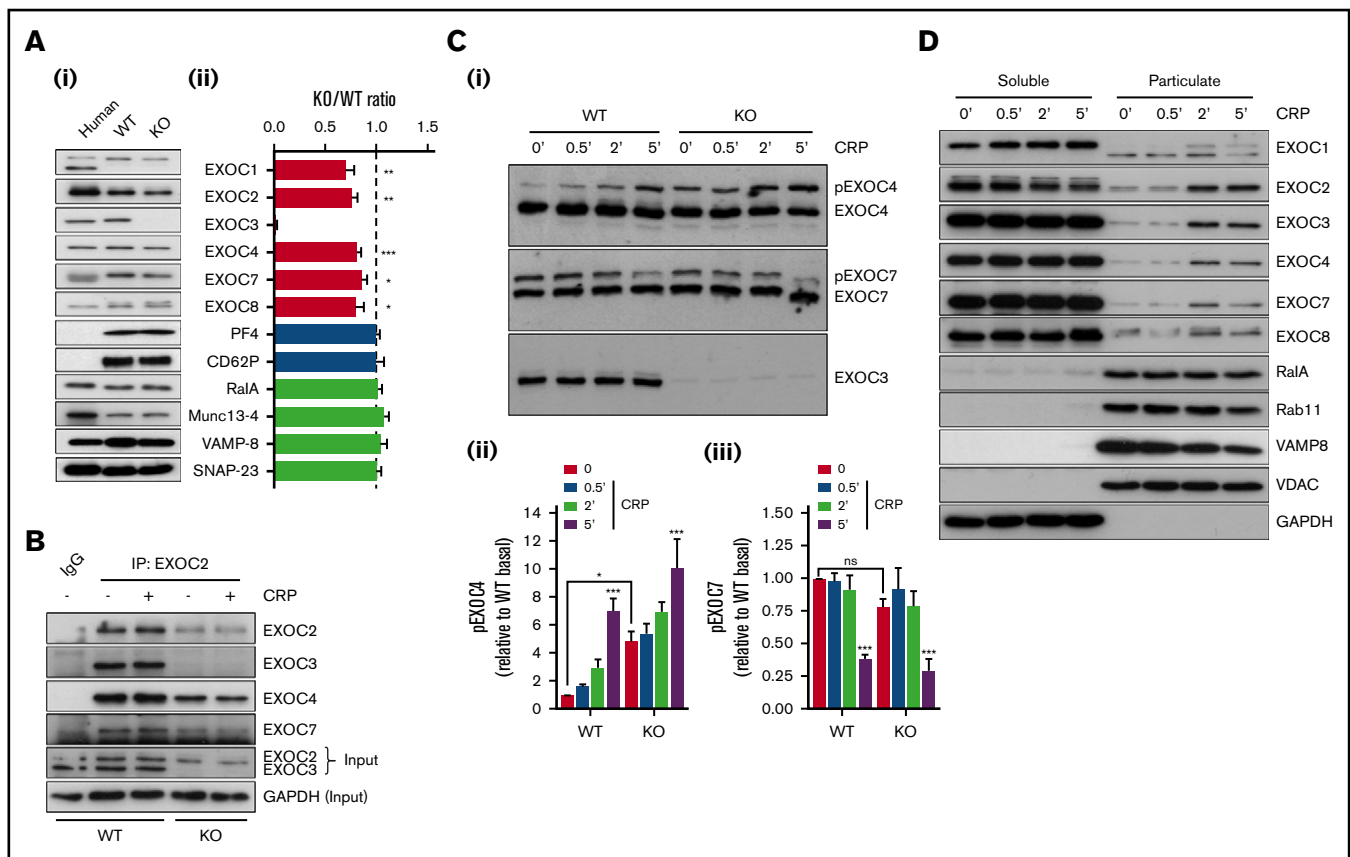 A
(i)
Human WT KO
(ii)
KO/WT ratio
0.0 0.5 1.0 1.5
EXOC1 **
EXOC2 **
EXOC3
EXOC4 ***
EXOC7 *
EXOC8 *
PF4
CD62P
RalA
Munc13-4
VAMP-8
SNAP-23
B
IgG IP: EXOC2
- - + - + CRP
EXOC2
EXOC3
EXOC4
EXOC7
EXOC2
EXOC3
Input
GAPDH (Input)
WT KO
C
(i)
WT KO
0' 0.5' 2' 5' 0' 0.5' 2' 5' CRP
pEXOC4
EXOC4
pEXOC7
EXOC7
EXOC3
(ii)
0
0.5'
2'
5'
CRP
pEXOC4
(relative to WT basal)
14
12
10
8
6
4
2
0
* *** ***
WT KO
(iii)
0
0.5'
2'
5'
CRP
pEXOC7
(relative to WT basal)
1.50
1.25
1.00
0.75
0.50
0.25
0.00
ns *** ***
WT KO
D
Soluble Particulate
0' 0.5' 2' 5' 0' 0.5' 2' 5' CRP
EXOC1
EXOC2
EXOC3
EXOC4
EXOC7
EXOC8
RalA
Rab11
VAMP8
VDAC
GAPDH